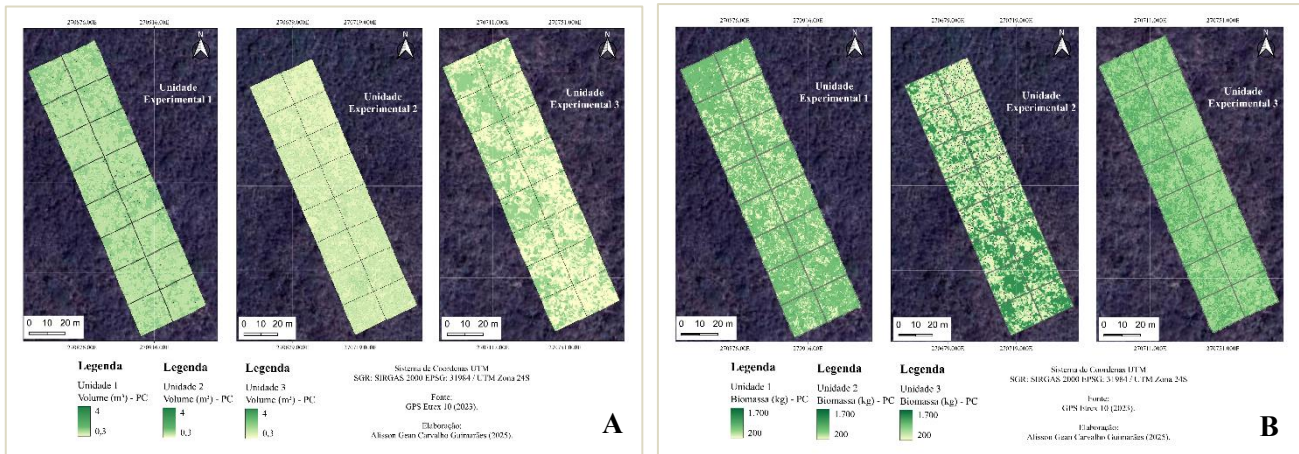 Unidade
Experimental 1
Unidade
Experimental 2
Unidade
Experimental 3
N
N
N
0 10 20 m
0 10 20 m
0 10 20 m
Legenda
Unidade 1
Volume (m³) - PC
4
0,3
Legenda
Unidade 2
Volume (m³) - PC
4
0,3
Legenda
Unidade 3
Volume (m³) - PC
4
0,3
Sistema de Coordenas UTM
SGR: SIRGAS 2000 EPSG: 31984 / UTM Zona 24S
Fonte:
GPS Etrex 10 (2023).
Elaboração:
Alisson Gean Carvalho Guimarães (2025).
A
Unidade
Experimental 1
Unidade
Experimental 2
Unidade
Experimental 3
N
N
N
0 10 20 m
0 10 20 m
0 10 20 m
Legenda
Unidade 1
Biomassa (kg) - PC
1.700
200
Legenda
Unidade 2
Biomassa (kg) - PC
1.700
200
Legenda
Unidade 3
Biomassa (kg) - PC
1.700
200
Sistema de Coordenas UTM
SGR: SIRGAS 2000 EPSG: 31984 / UTM Zona 24S
Fonte:
GPS Etrex 10 (2023).
Elaboração:
Alisson Gean Carvalho Guimarães (2025).
B